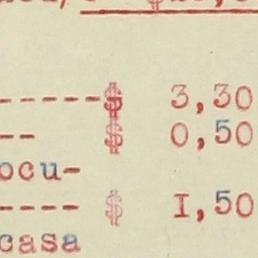 -----$ 3,30
-- $ 0,50
ocu-
---- $ I,50
casa